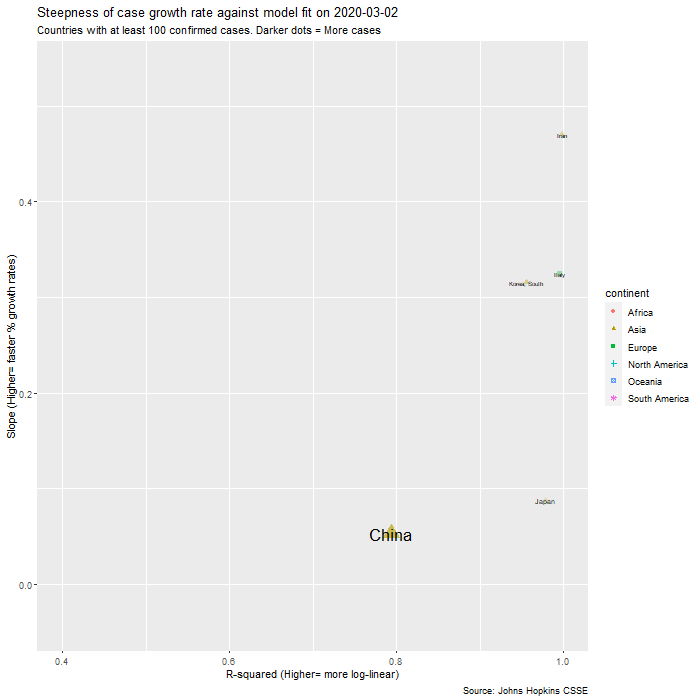 Steepness of case growth rate against model fit on 2020-03-02
Countries with at least 100 confirmed cases. Darker dots = More cases
Slope (Higher= faster % growth rates)
0.4
0.2
0.0
Iran
Italy
Korea, South
Japan
China
0.4
0.6
0.8
1.0
R-squared (Higher= more log-linear)
continent
Africa
Asia
Europe
North America
Oceania
South America
Source: Johns Hopkins CSSE